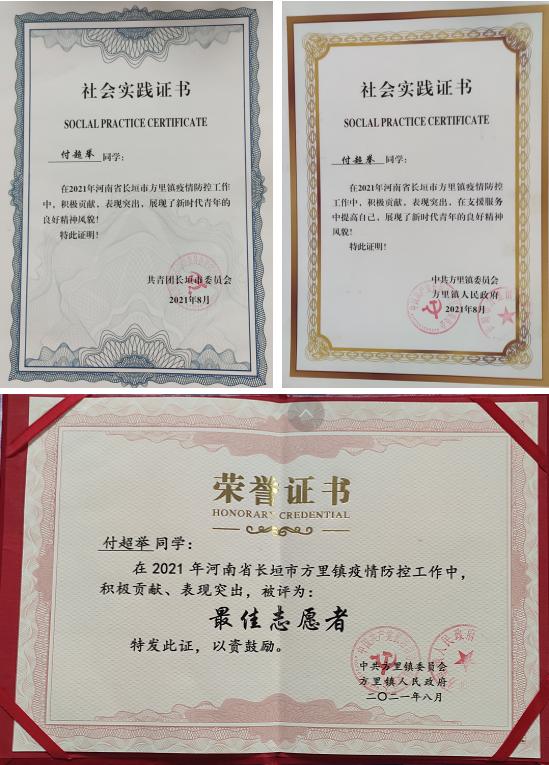 社会实践证书
SOCLAL PRACTICE CERTIFICATE
付超举 同学：
在2021年河南省长垣市方里镇疫情防控工作
中，积极贡献，表现突出，展现了新时代青年的
良好精神风貌！
特此证明！
共青团长垣市委员会
2021年8月
社会实践证书
SOCLAL PRACTICE CERTIFICATE
付超举 同学：
在2021年河南省长垣市方里镇疫情防控
工作中，积极贡献，表现突出，在支援服务
中提高自己，展现了新时代青年的良好精神
风貌！
特此证明！
中共方里镇委员会
方里镇人民政府
2021年8月
荣誉证书
HONORARY CREDENTIAL
付超举同学：
在2021年河南省长垣市方里镇疫情防控工作中，
积极贡献、表现突出，被评为：
最佳志愿者
特发此证，以资鼓励。
中共方里镇委员会
方里镇人民政府
二〇二一年八月